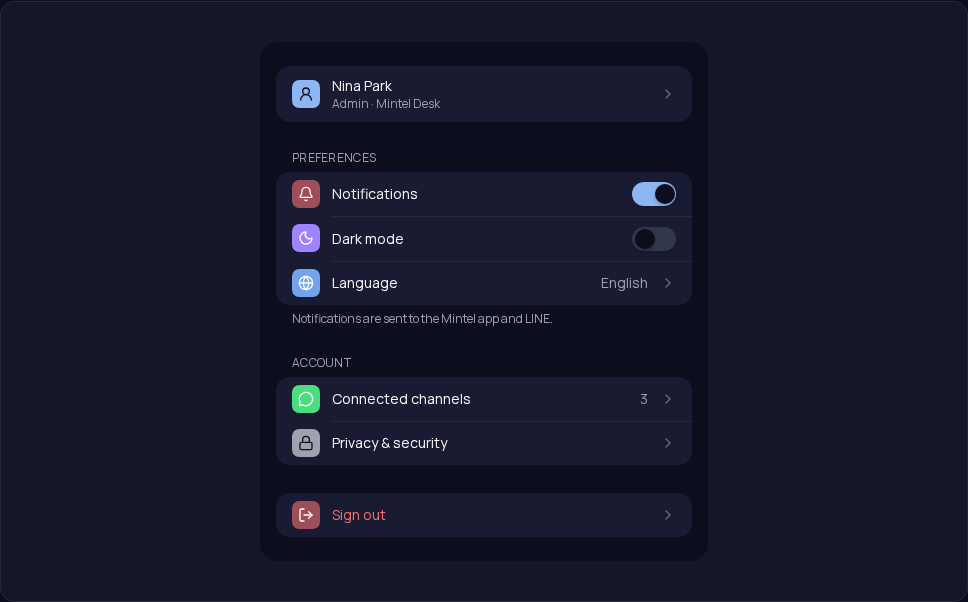 Nina Park
Admin · Mintel Desk
PREFERENCES
Notifications
Dark mode
Language English
Notifications are sent to the Mintel app and LINE.
ACCOUNT
Connected channels 3
Privacy & security
Sign out